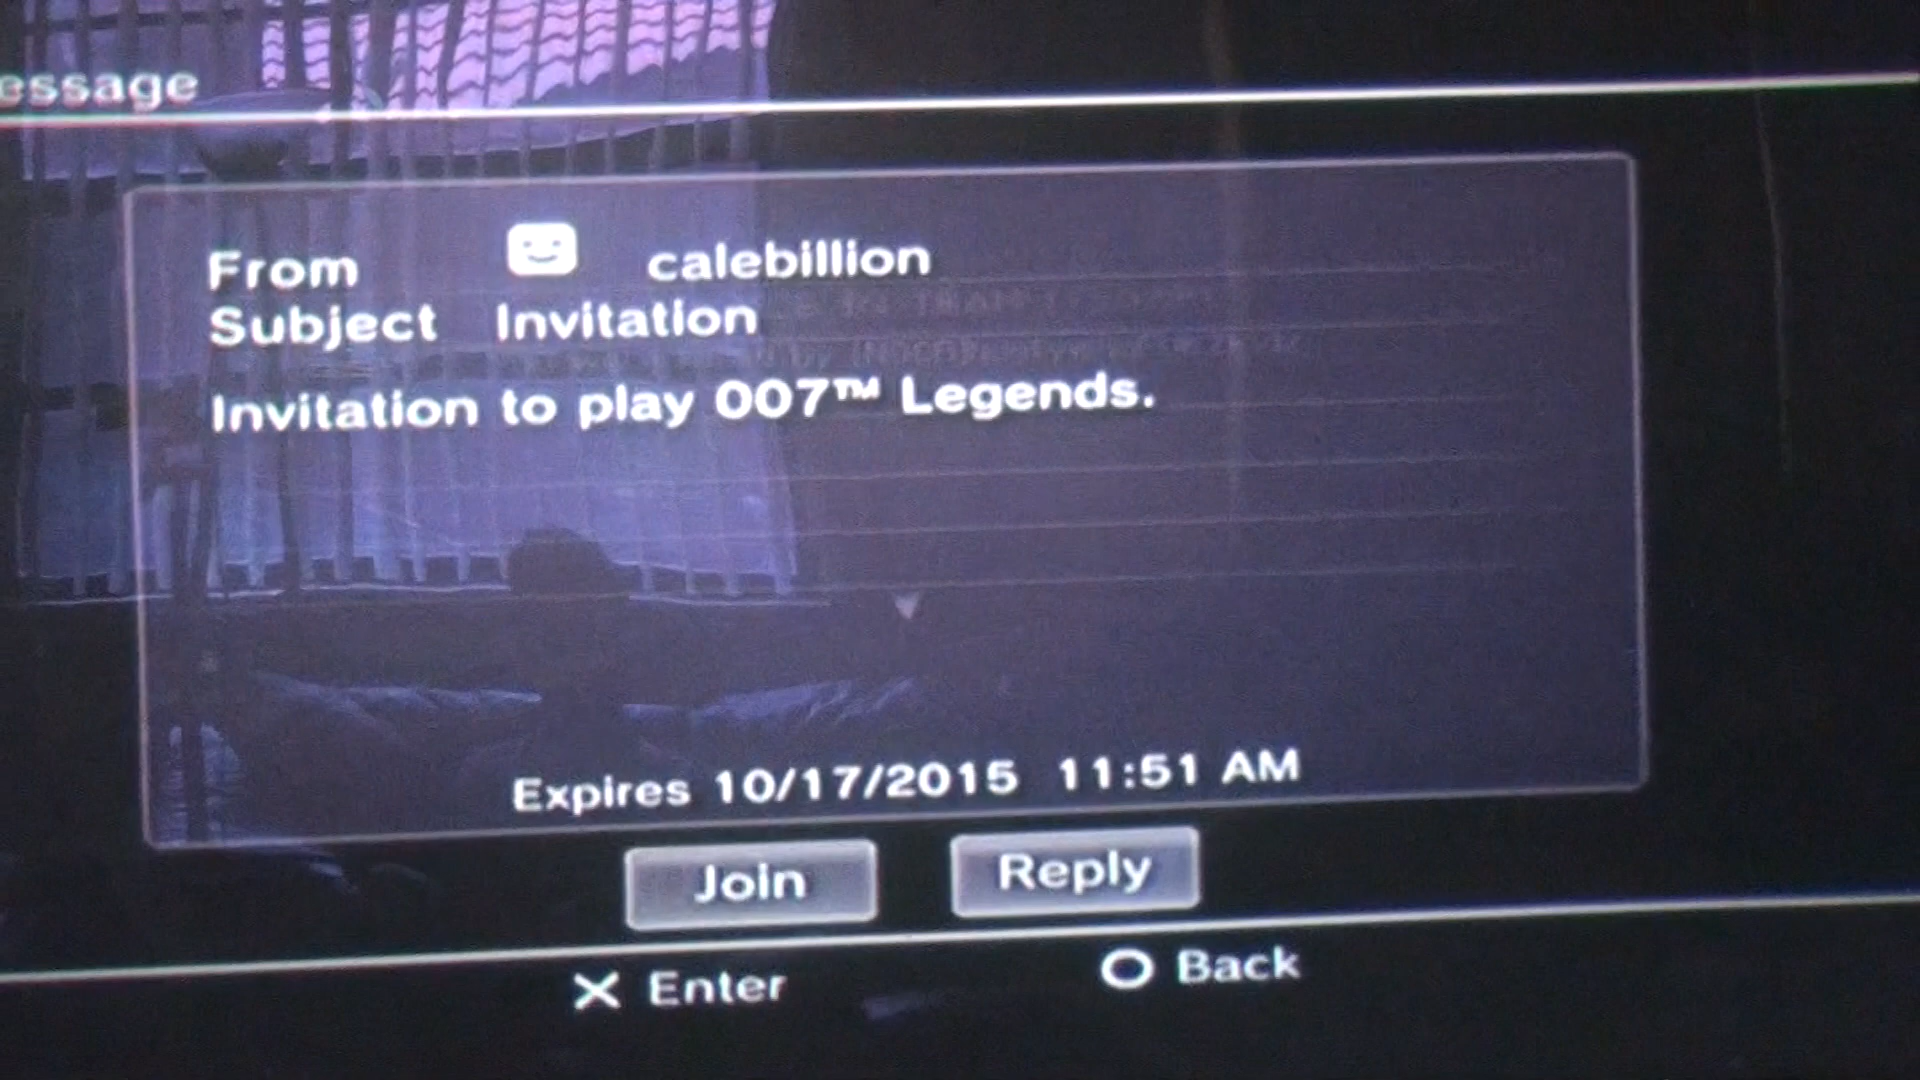 essage
From calebillion
Subject Invitation
Invitation to play 007™ Legends.
Expires 10/17/2015 11:51 AM
Join Reply
X Enter O Back